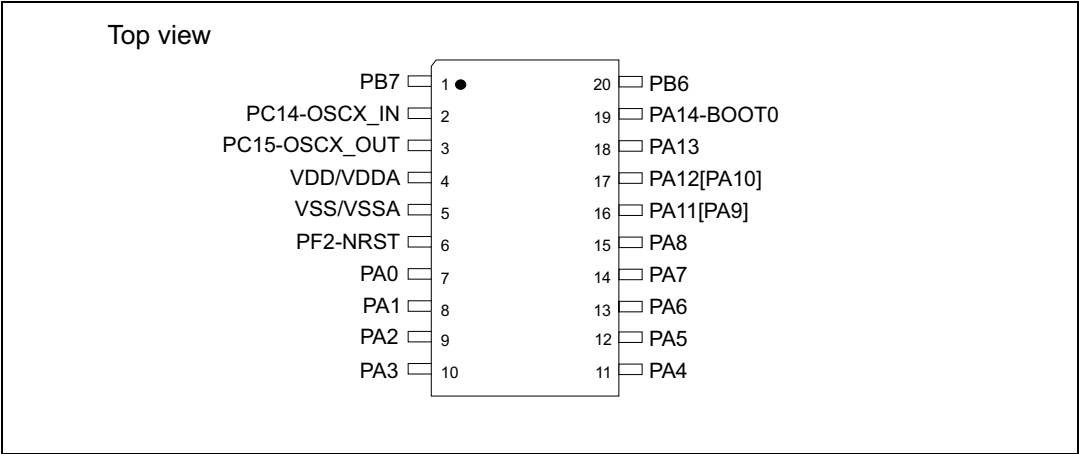 Top view
PB7 1 20 PB6
PC14-OSCX_IN 2 19 PA14-BOOT0
PC15-OSCX_OUT 3 18 PA13
VDD/VDDA 4 17 PA12[PA10]
VSS/VSSA 5 16 PA11[PA9]
PF2-NRST 6 15 PA8
PA0 7 14 PA7
PA1 8 13 PA6
PA2 9 12 PA5
PA3 10 11 PA4